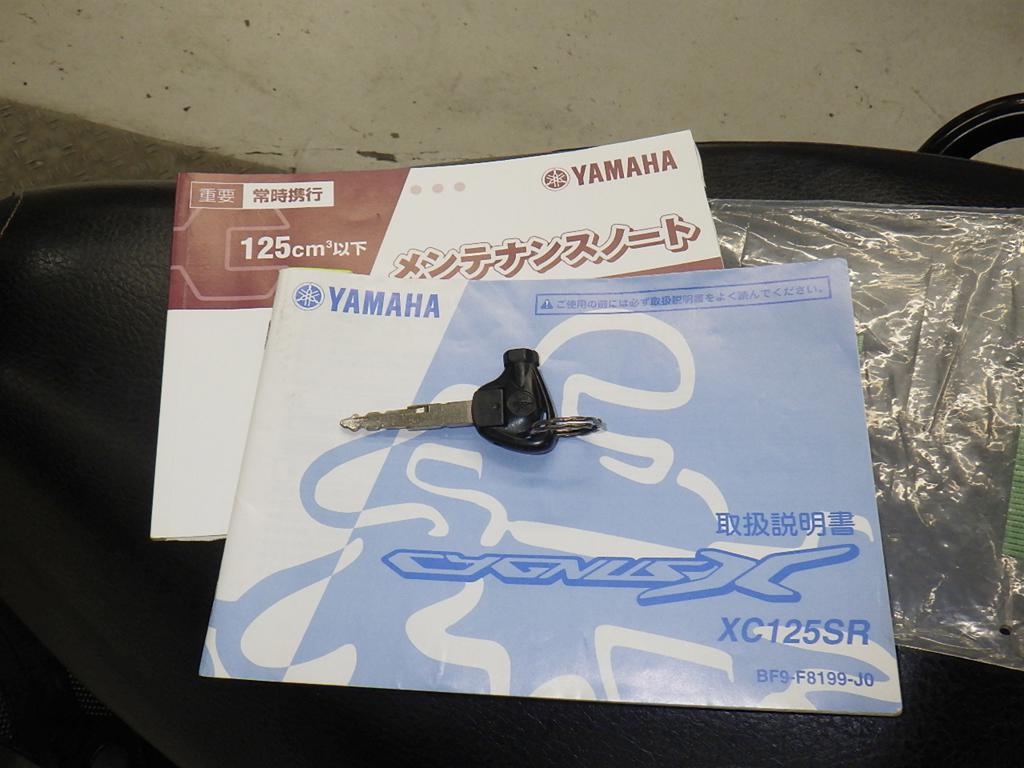 重要 常時携行
YAMAHA
125cm³以下
メンテナンスノート
YAMAHA
⚠ご使用の前には必ず取扱説明書をよく読んでください。
取扱説明書
CYGNUS-X
XC125SR
BF9-F8199-J0